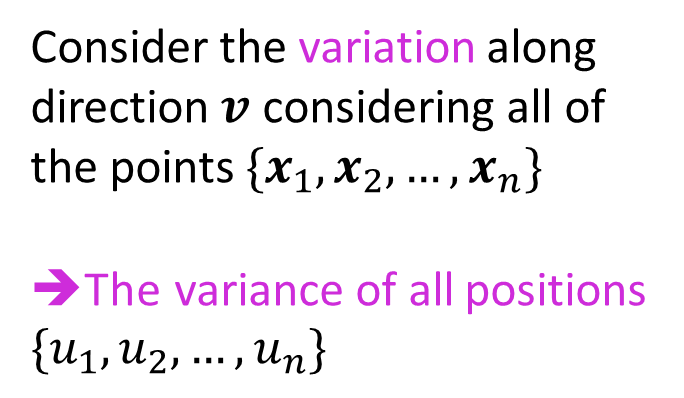 Consider the variation along
direction 𝒗 considering all of
the points {𝒙₁, 𝒙₂, … , 𝒙ₙ}
➔The variance of all positions
{𝑢₁, 𝑢₂, … , 𝑢ₙ}